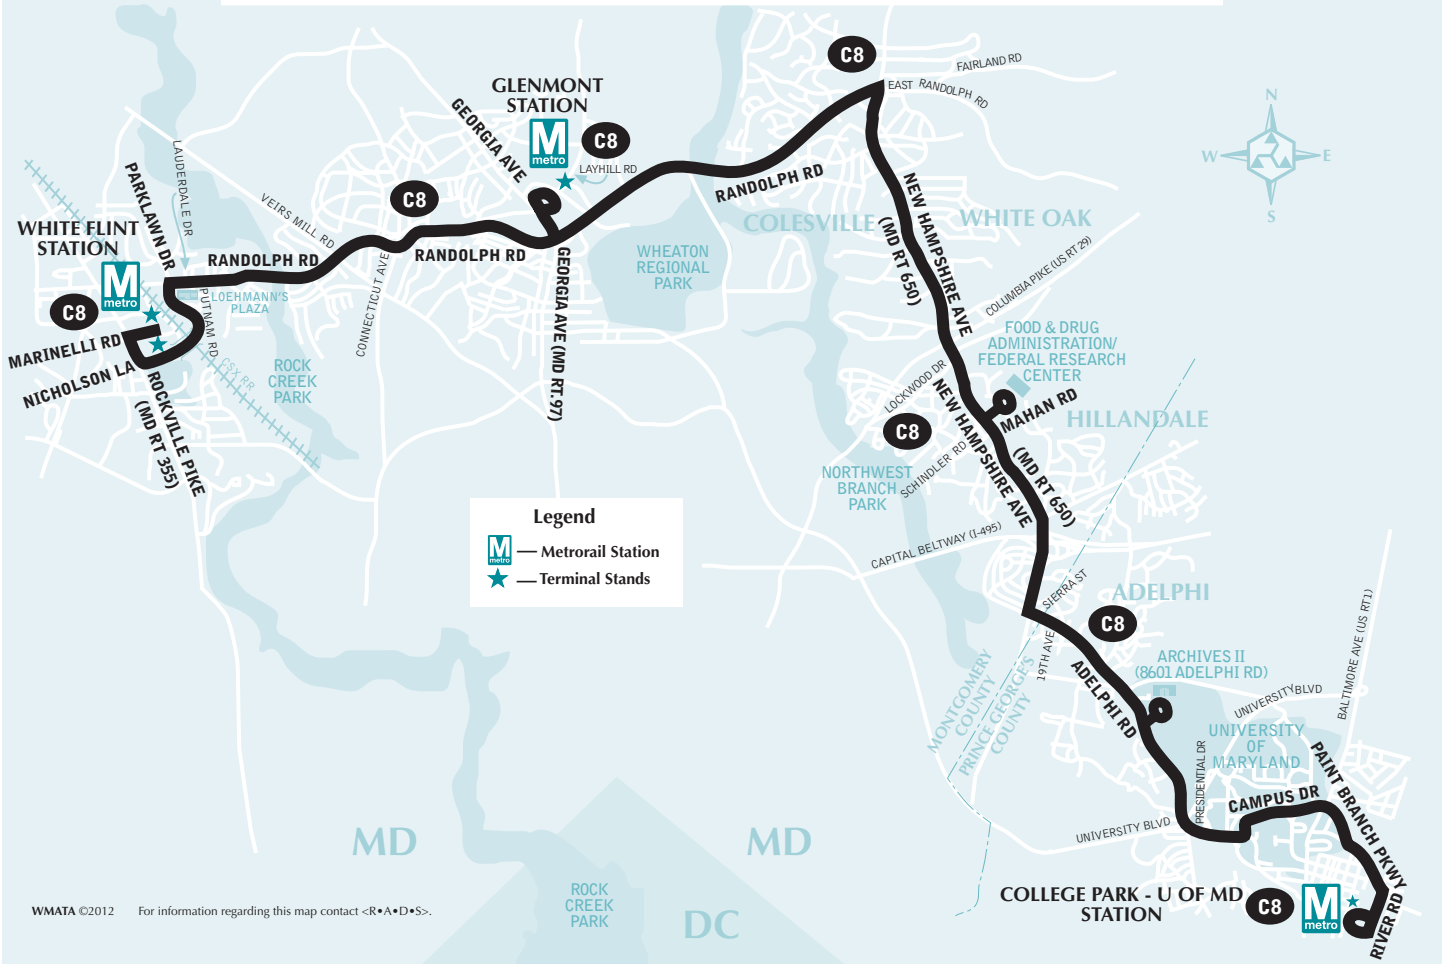 C8
FAIRLAND RD
EAST RANDOLPH RD
GLENMONT
STATION
M
metro
C8
GEORGIA AVE
LAYHILL RD
N
W
E
S
LAUDERDALE DR
PARKLAWN DR
VEIRS MILL RD
C8
RANDOLPH RD
NEW HAMPSHIRE AVE
(MD RT 650)
COLESVILLE
WHITE OAK
WHITE FLINT
STATION
M
metro
C8
RANDOLPH RD
RANDOLPH RD
WHEATON
REGIONAL
PARK
COLUMBIA PIKE (US RT 29)
CONNECTICUT AVE
GEORGIA AVE (MD RT.97)
LOEHMANN'S
PLAZA
PUTNAM RD
MARINELLI RD
NICHOLSON LA
CSX RR
ROCK
CREEK
PARK
ROCKVILLE PIKE
(MD RT 355)
FOOD & DRUG
ADMINISTRATION/
FEDERAL RESEARCH
CENTER
LOCKWOOD DR
MAHAN RD
HILLANDALE
C8
NEW HAMPSHIRE AVE
(MD RT 650)
SCHINDLER RD
NORTHWEST
BRANCH
PARK
Legend
M
metro
— Metrorail Station
— Terminal Stands
CAPITAL BELTWAY (I-495)
SIERRA ST
ADELPHI
C8
19TH AVE
ADELPHI RD
ARCHIVES II
(8601 ADELPHI RD)
MONTGOMERY
COUNTY
PRINCE GEORGE'S
COUNTY
UNIVERSITY BLVD
BALTIMORE AVE (US RT 1)
UNIVERSITY
OF
MARYLAND
PRESIDENTIAL DR
CAMPUS DR
PAINT BRANCH PKWY
UNIVERSITY BLVD
MD
MD
ROCK
CREEK
PARK
DC
COLLEGE PARK - U OF MD
STATION
C8
M
metro
RIVER RD
WMATA ©2012 For information regarding this map contact <R•A•D•S>.